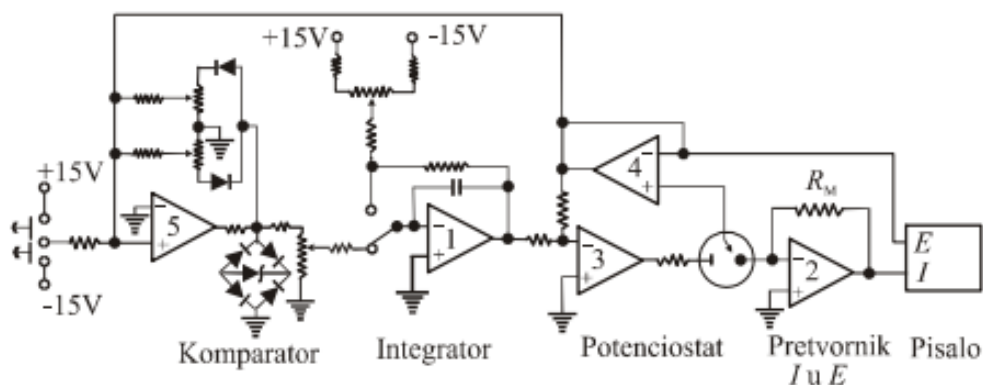 +15V -15V
+15V
-15V
5
1
3
4
2
R_M
E
I
Komparator
Integrator
Potenciostat
Pretvornik
I u E
Pisalo